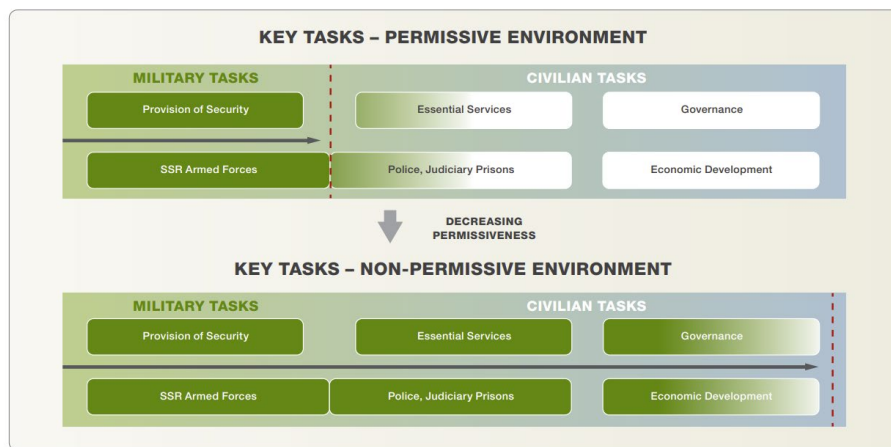 KEY TASKS – PERMISSIVE ENVIRONMENT
MILITARY TASKS
CIVILIAN TASKS
Provision of Security
Essential Services
Governance
SSR Armed Forces
Police, Judiciary Prisons
Economic Development
DECREASING
PERMISSIVENESS
KEY TASKS – NON-PERMISSIVE ENVIRONMENT
MILITARY TASKS
CIVILIAN TASKS
Provision of Security
Essential Services
Governance
SSR Armed Forces
Police, Judiciary Prisons
Economic Development